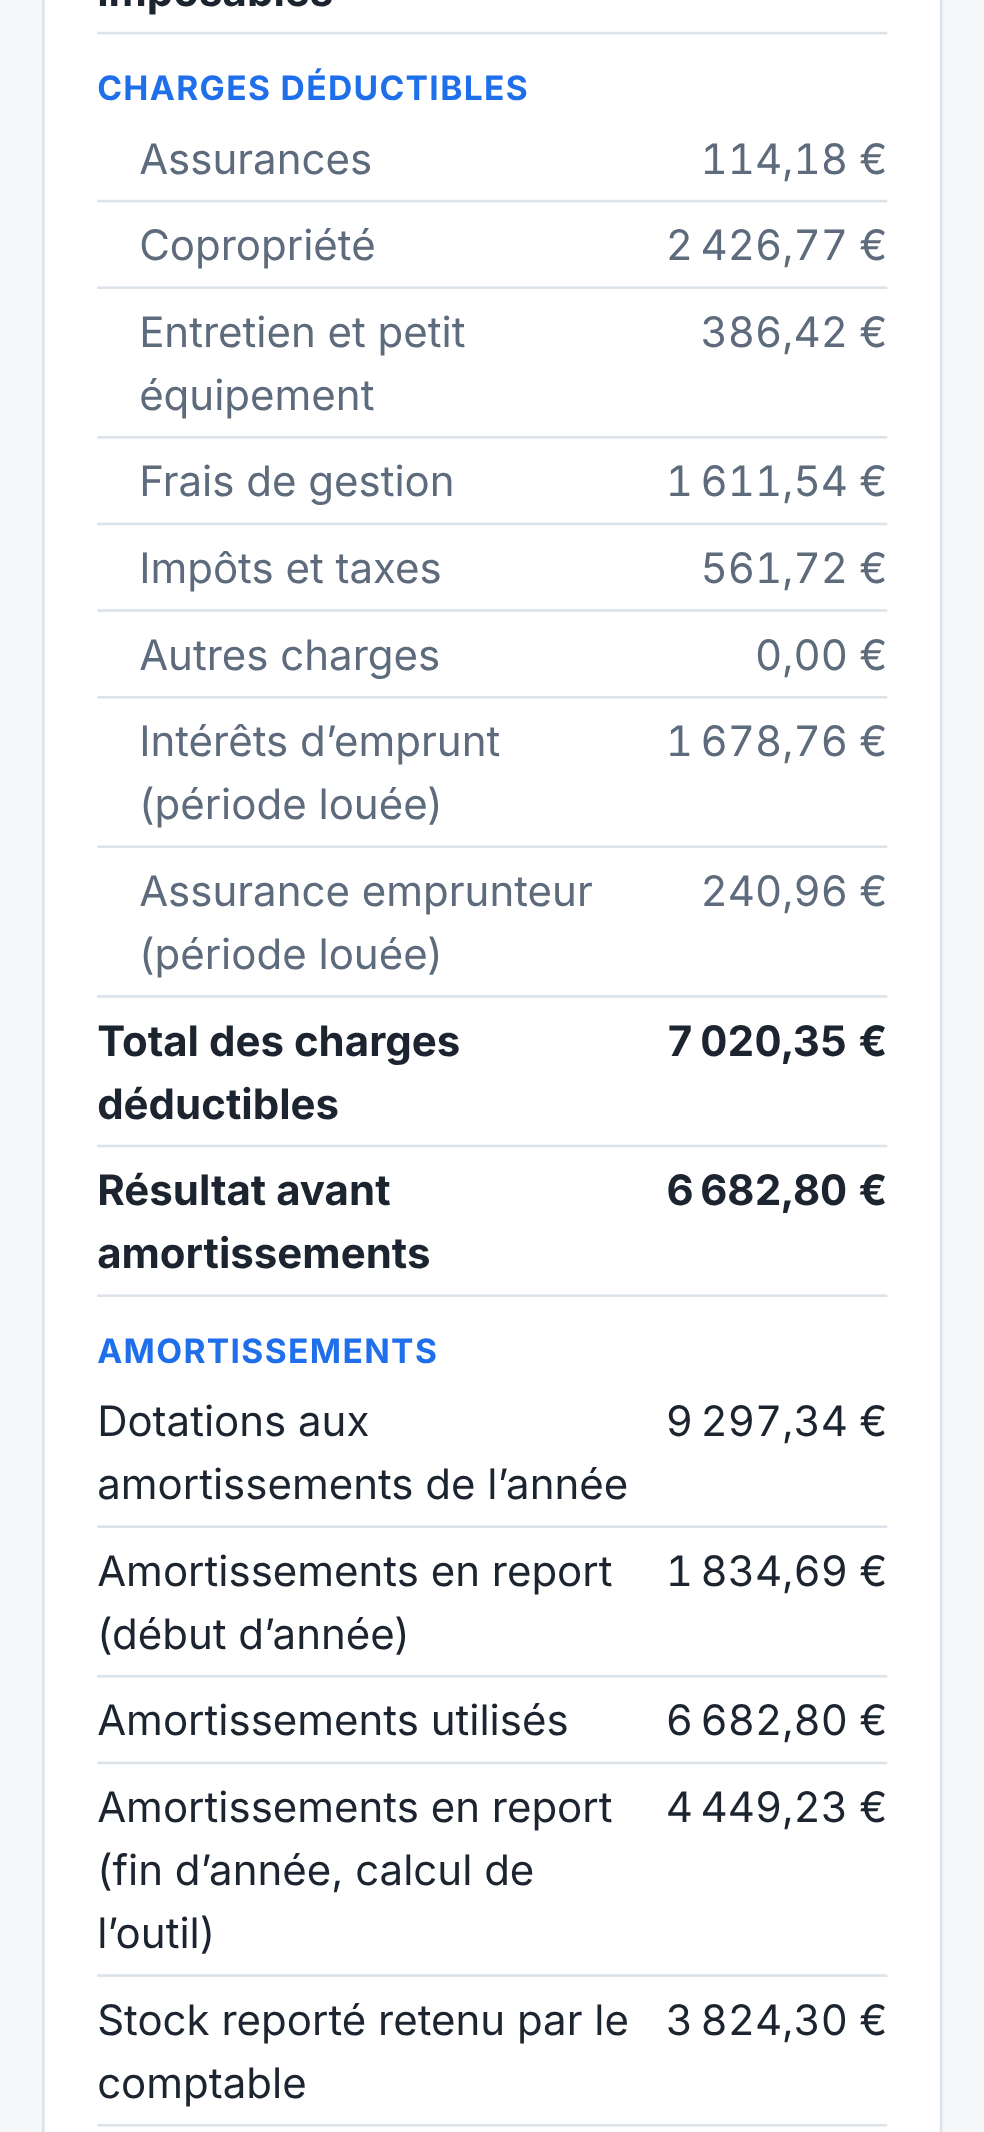 imposables
CHARGES DÉDUCTIBLES
Assurances 114,18 €
Copropriété 2 426,77 €
Entretien et petit 386,42 €
équipement
Frais de gestion 1 611,54 €
Impôts et taxes 561,72 €
Autres charges 0,00 €
Intérêts d’emprunt 1 678,76 €
(période louée)
Assurance emprunteur 240,96 €
(période louée)
Total des charges 7 020,35 €
déductibles
Résultat avant 6 682,80 €
amortissements
AMORTISSEMENTS
Dotations aux 9 297,34 €
amortissements de l’année
Amortissements en report 1 834,69 €
(début d’année)
Amortissements utilisés 6 682,80 €
Amortissements en report 4 449,23 €
(fin d’année, calcul de
l’outil)
Stock reporté retenu par le 3 824,30 €
comptable